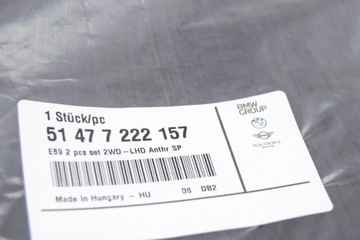 1 Stück/pc
51 47 7 222 157
E89 2 pcs set 2WD-LHD Anthr SP
Made in Hungary - HU 08 DB2
BMW
GROUP
ROLLS-ROYCE